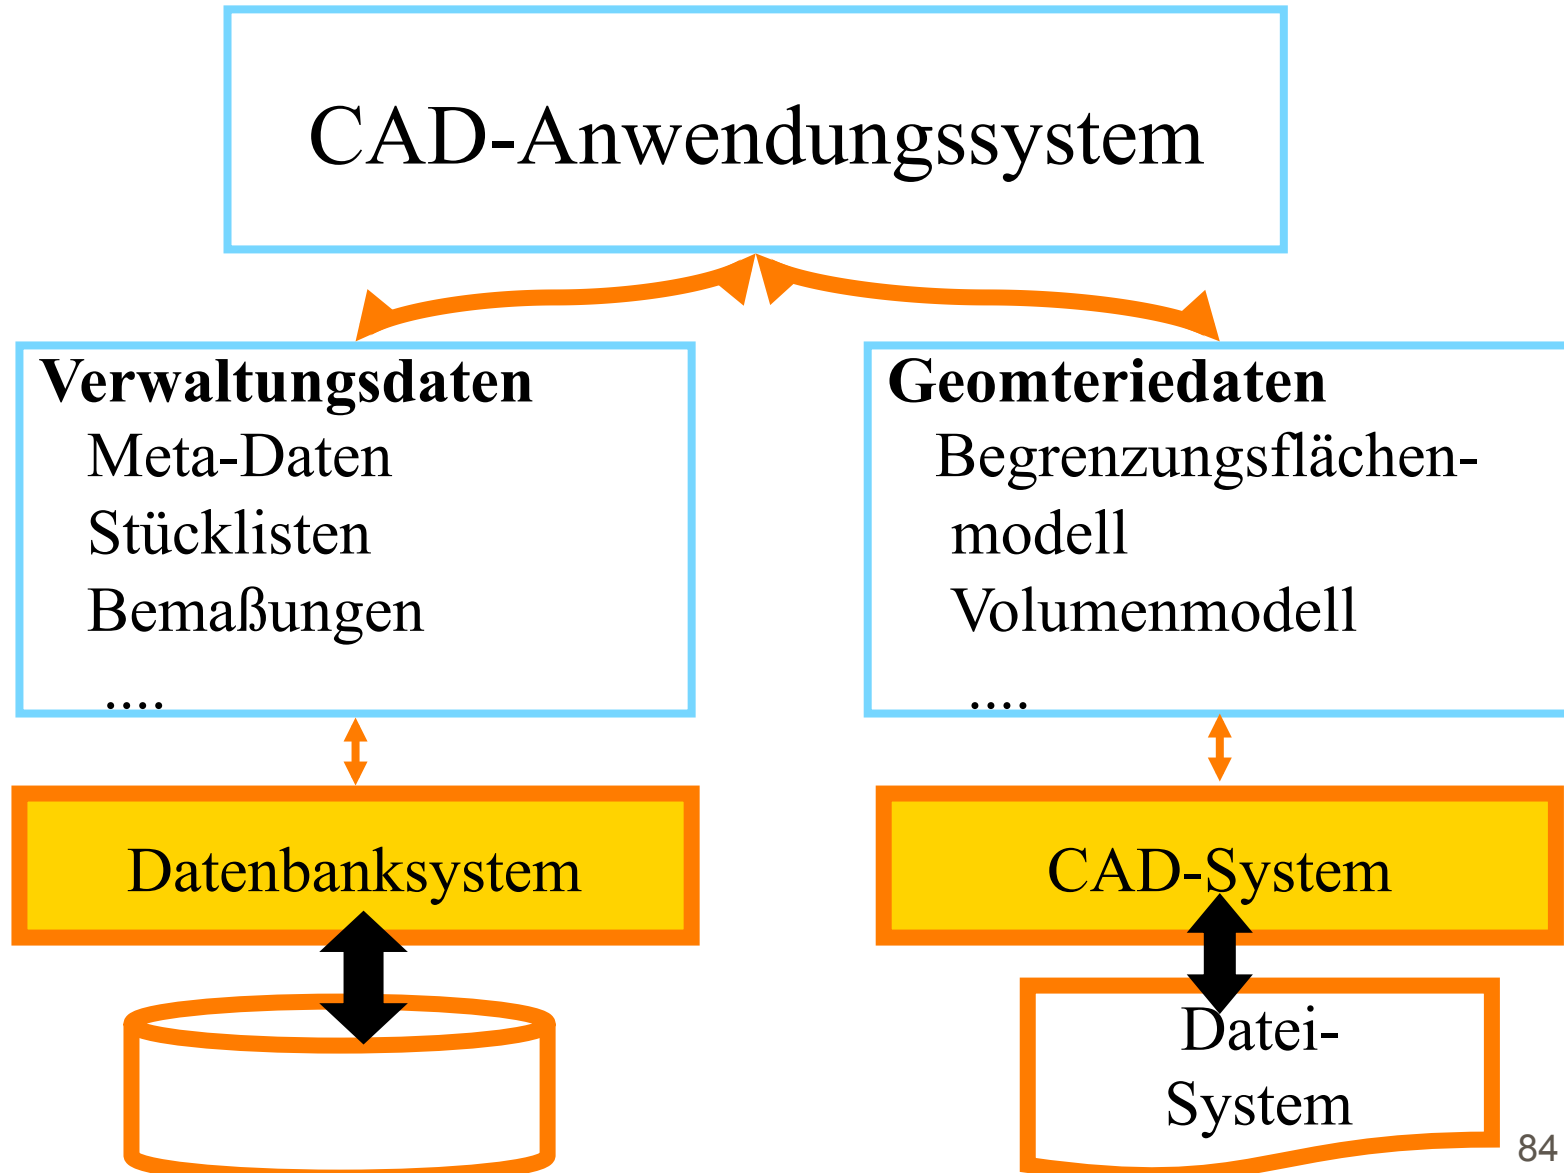 CAD-Anwendungssystem
Verwaltungsdaten
Meta-Daten
Stücklisten
Bemaßungen
....
Geomteriedaten
Begrenzungsflächen-
modell
Volumenmodell
....
Datenbanksystem
CAD-System
Datei-
System
84